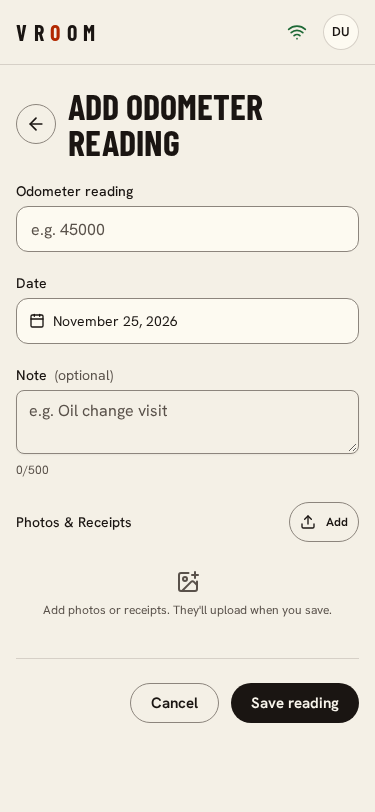 VROOM
DU
ADD ODOMETER
READING
Odometer reading
e.g. 45000
Date
November 25, 2026
Note (optional)
e.g. Oil change visit
0/500
Photos & Receipts
Add
Add photos or receipts. They'll upload when you save.
Cancel
Save reading